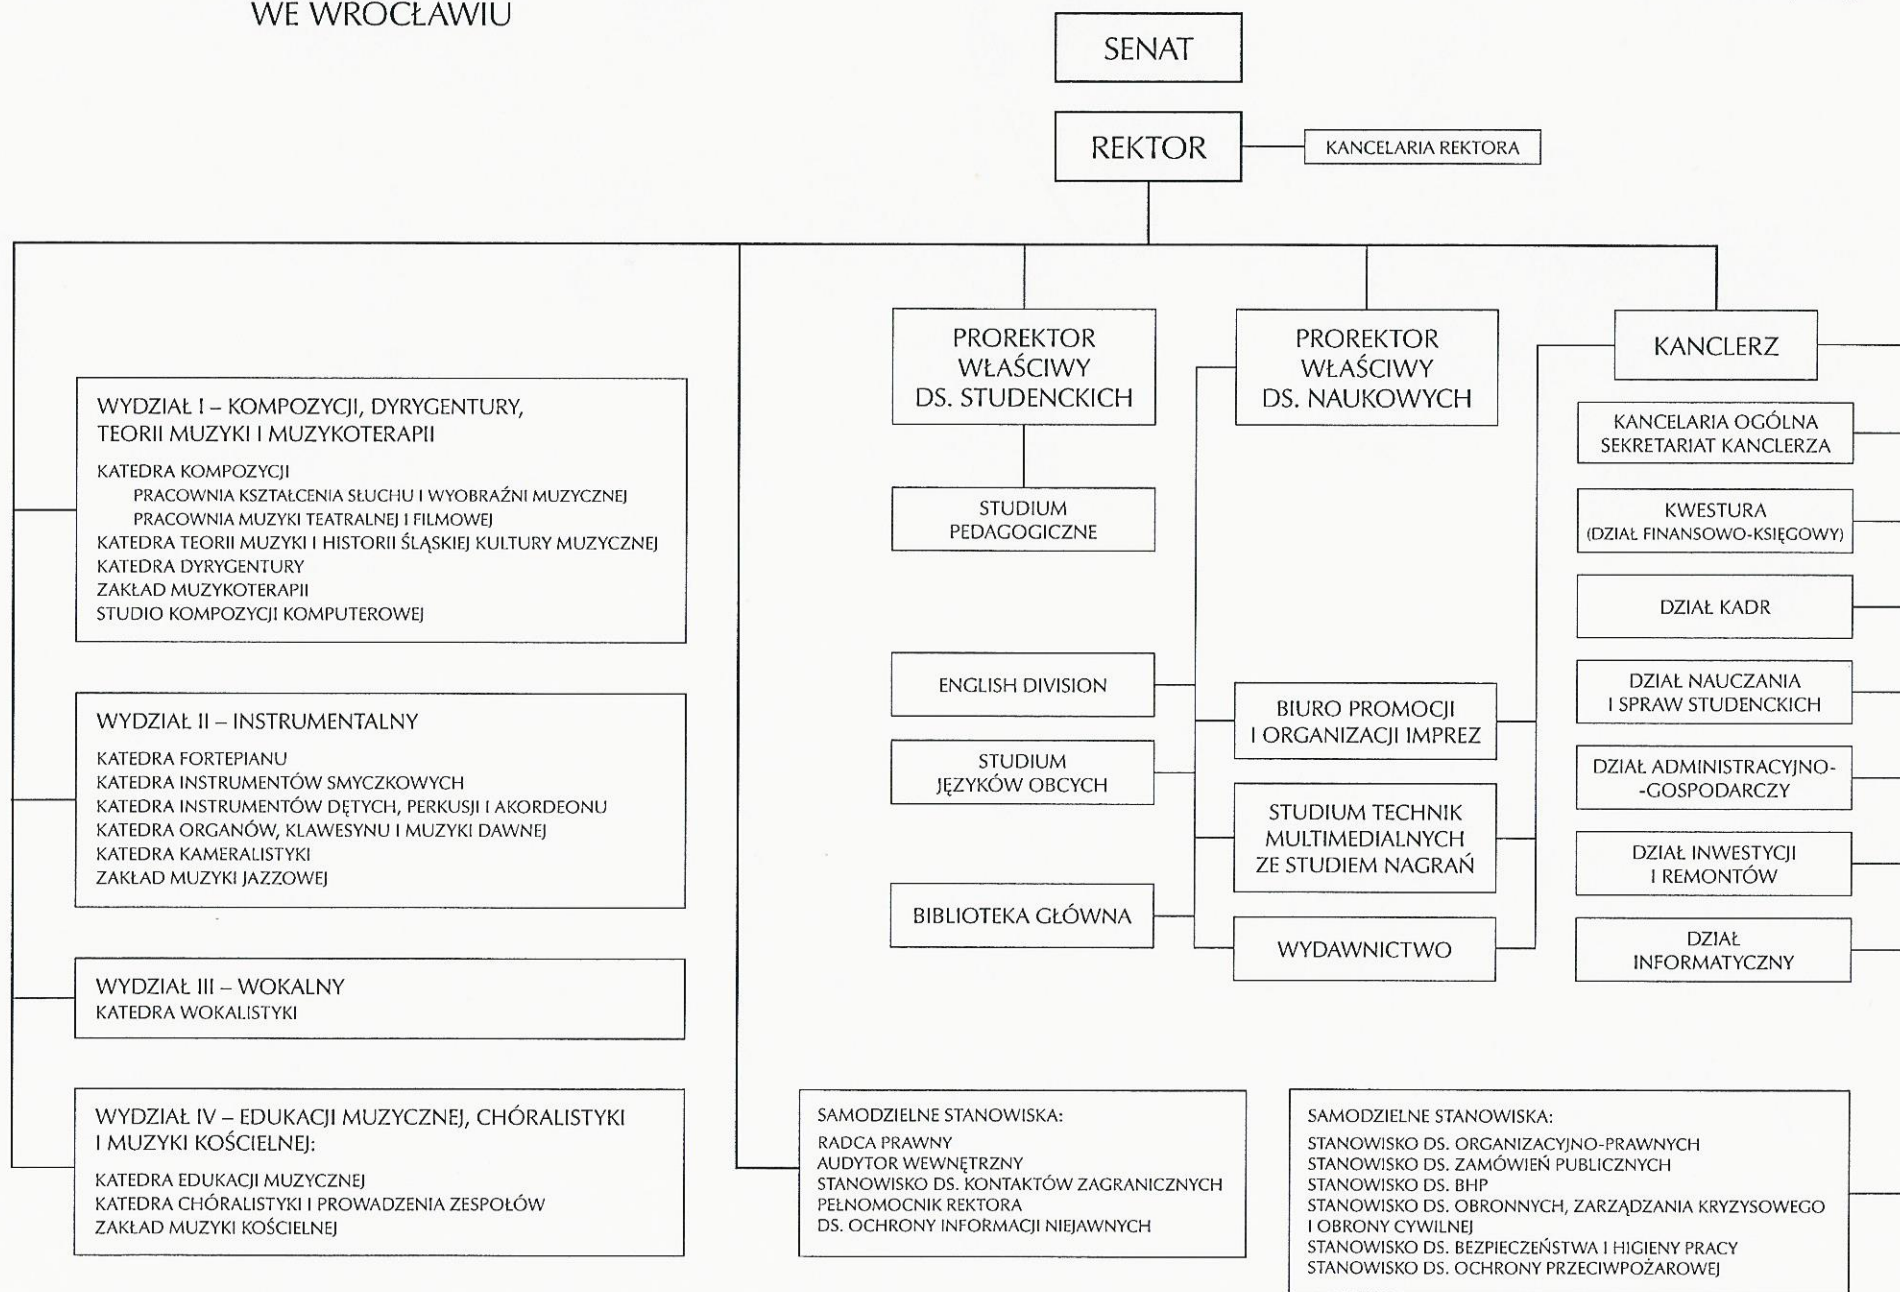 WE WROCŁAWIU
SENAT
REKTOR
KANCELARIA REKTORA
WYDZIAŁ I – KOMPOZYCJI, DYRYGENTURY,
TEORII MUZYKI I MUZYKOTERAPII
KATEDRA KOMPOZYCJI
PRACOWNIA KSZTAŁCENIA SŁUCHU I WYOBRAŹNI MUZYCZNEJ
PRACOWNIA MUZYKI TEATRALNEJ I FILMOWEJ
KATEDRA TEORII MUZYKI I HISTORII ŚLĄSKIEJ KULTURY MUZYCZNEJ
KATEDRA DYRYGENTURY
ZAKŁAD MUZYKOTERAPII
STUDIO KOMPOZYCJI KOMPUTEROWEJ
WYDZIAŁ II – INSTRUMENTALNY
KATEDRA FORTEPIANU
KATEDRA INSTRUMENTÓW SMYCZKOWYCH
KATEDRA INSTRUMENTÓW DĘTYCH, PERKUSJI I AKORDEONU
KATEDRA ORGANÓW, KLAWESYNU I MUZYKI DAWNEJ
KATEDRA KAMERALISTYKI
ZAKŁAD MUZYKI JAZZOWEJ
WYDZIAŁ III – WOKALNY
KATEDRA WOKALISTYKI
WYDZIAŁ IV – EDUKACJI MUZYCZNEJ, CHÓRALISTYKI
I MUZYKI KOŚCIELNEJ:
KATEDRA EDUKACJI MUZYCZNEJ
KATEDRA CHÓRALISTYKI I PROWADZENIA ZESPOŁÓW
ZAKŁAD MUZYKI KOŚCIELNEJ
PROREKTOR
WŁAŚCIWY
DS. STUDENCKICH
STUDIUM
PEDAGOGICZNE
ENGLISH DIVISION
STUDIUM
JĘZYKÓW OBCYCH
BIBLIOTEKA GŁÓWNA
PROREKTOR
WŁAŚCIWY
DS. NAUKOWYCH
BIURO PROMOCJI
I ORGANIZACJI IMPREZ
STUDIUM TECHNIK
MULTIMEDIALNYCH
ZE STUDIEM NAGRAŃ
WYDAWNICTWO
KANCLERZ
KANCELARIA OGÓLNA
SEKRETARIAT KANCLERZA
KWESTURA
(DZIAŁ FINANSOWO-KSIĘGOWY)
DZIAŁ KADR
DZIAŁ NAUCZANIA
I SPRAW STUDENCKICH
DZIAŁ ADMINISTRACYJNO-
-GOSPODARCZY
DZIAŁ INWESTYCJI
I REMONTÓW
DZIAŁ
INFORMATYCZNY
SAMODZIELNE STANOWISKA:
RADCA PRAWNY
AUDYTOR WEWNĘTRZNY
STANOWISKO DS. KONTAKTÓW ZAGRANICZNYCH
PEŁNOMOCNIK REKTORA
DS. OCHRONY INFORMACJI NIEJAWNYCH
SAMODZIELNE STANOWISKA:
STANOWISKO DS. ORGANIZACYJNO-PRAWNYCH
STANOWISKO DS. ZAMÓWIEŃ PUBLICZNYCH
STANOWISKO DS. BHP
STANOWISKO DS. OBRONNYCH, ZARZĄDZANIA KRYZYSOWEGO
I OBRONY CYWILNEJ
STANOWISKO DS. BEZPIECZEŃSTWA I HIGIENY PRACY
STANOWISKO DS. OCHRONY PRZECIWPOŻAROWEJ